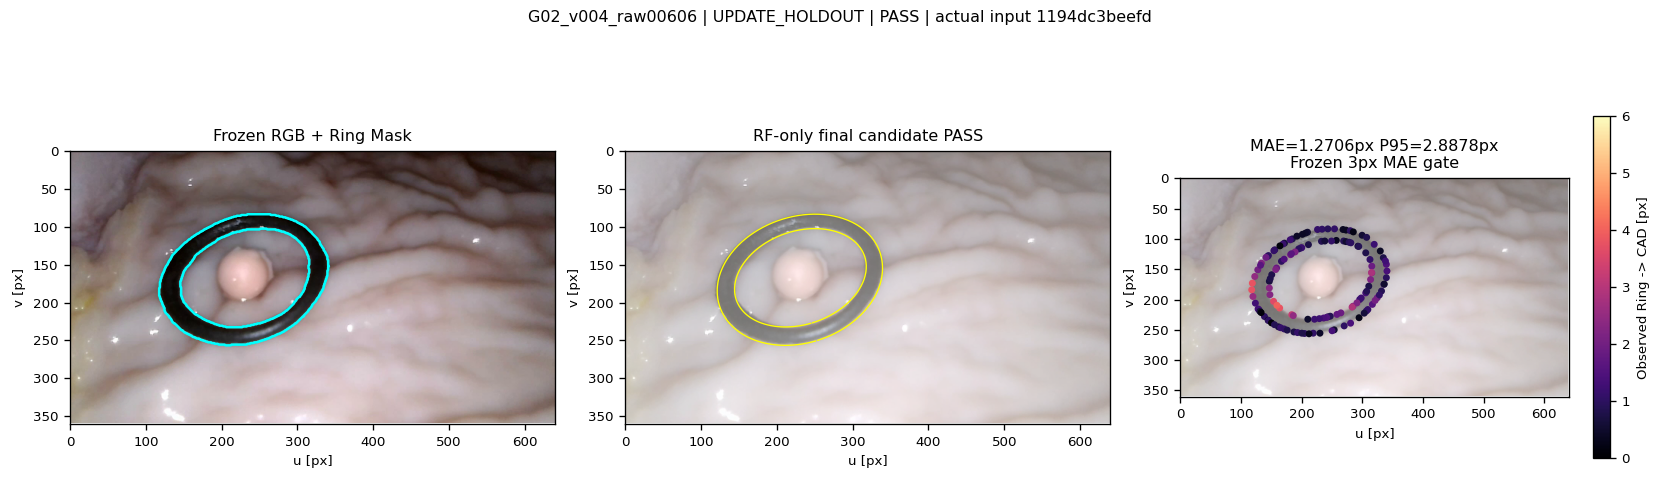 G02_v004_raw00606 | UPDATE_HOLDOUT | PASS | actual input 1194dc3beefd
Frozen RGB + Ring Mask
0
50
100
150
200
250
300
350
v [px]
0 100 200 300 400 500 600
u [px]
RF-only final candidate PASS
0
50
100
150
200
250
300
350
v [px]
0 100 200 300 400 500 600
u [px]
MAE=1.2706px P95=2.8878px
Frozen 3px MAE gate
0
50
100
150
200
250
300
350
v [px]
0 100 200 300 400 500 600
u [px]
6
5
4
3
2
1
0
Observed Ring -> CAD [px]